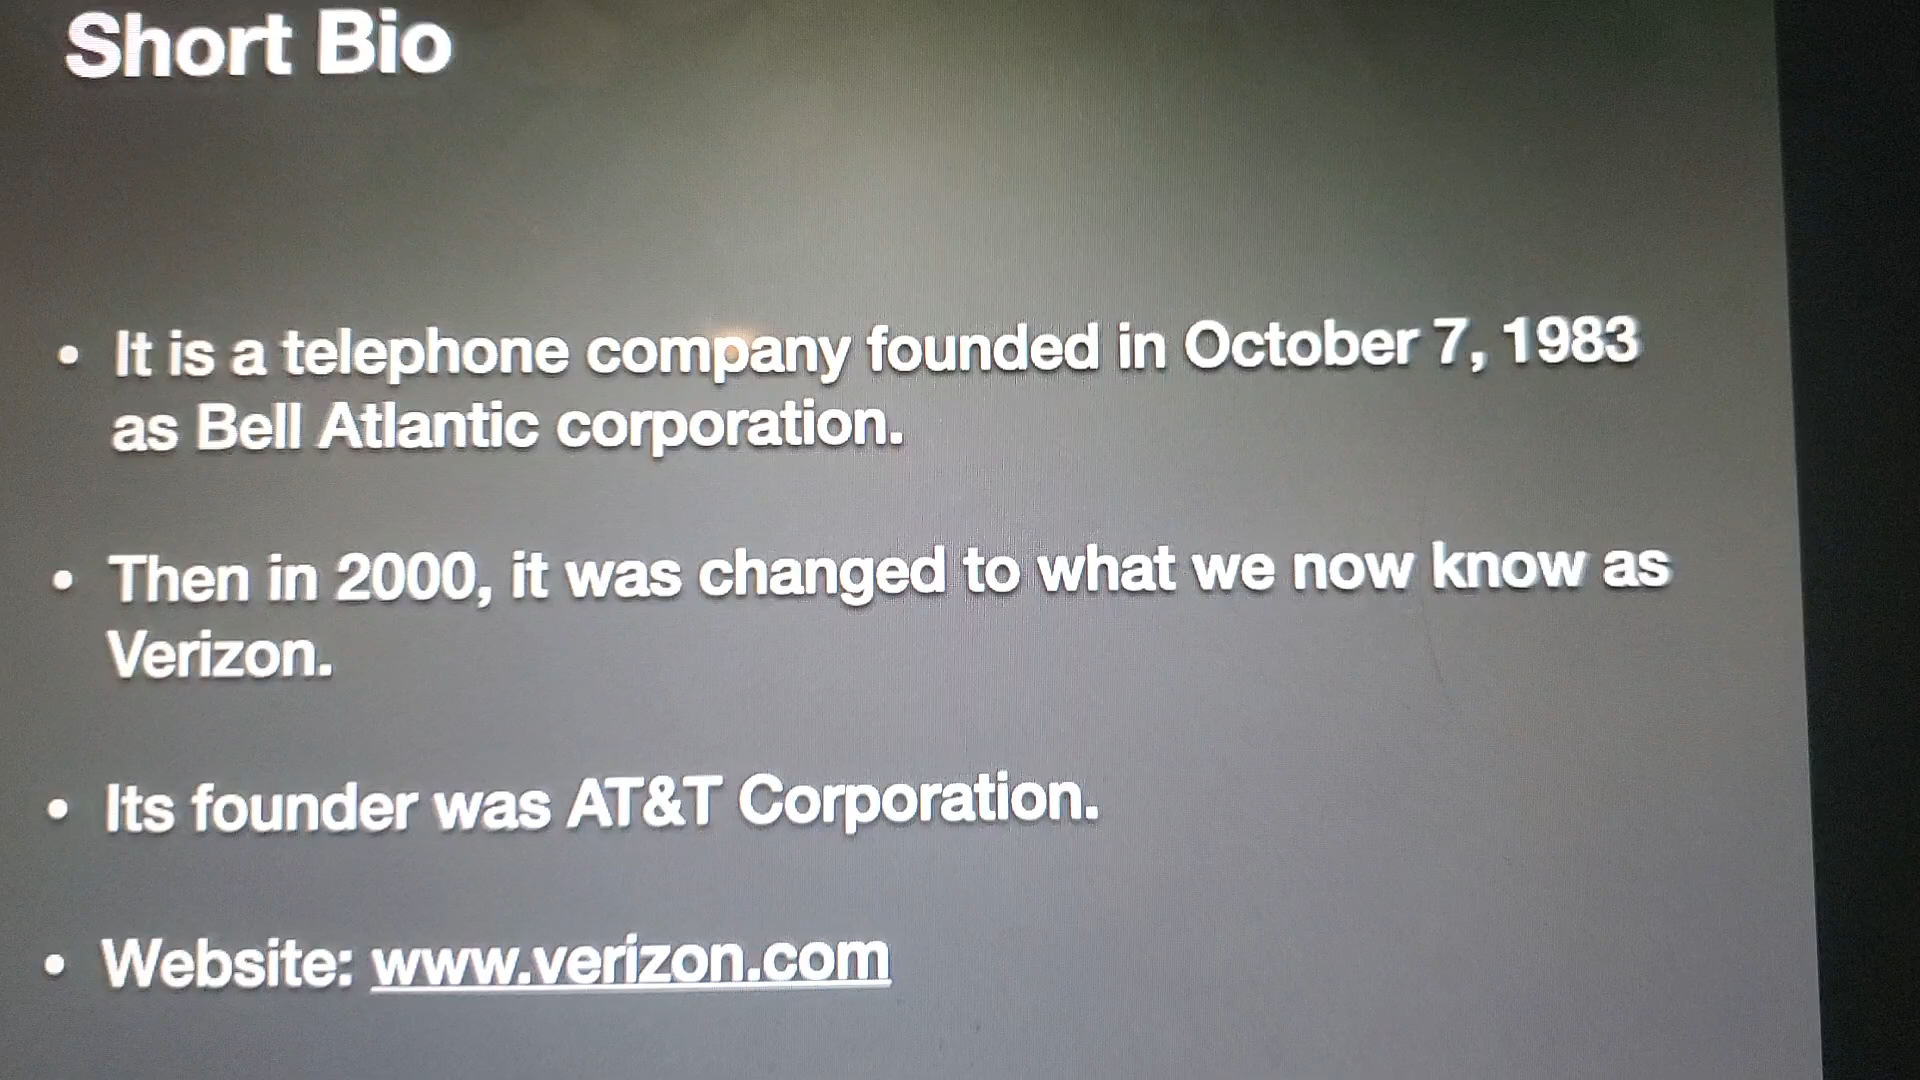 Short Bio
• It is a telephone company founded in October 7, 1983
as Bell Atlantic corporation.
• Then in 2000, it was changed to what we now know as
Verizon.
• Its founder was AT&T Corporation.
• Website: www.verizon.com